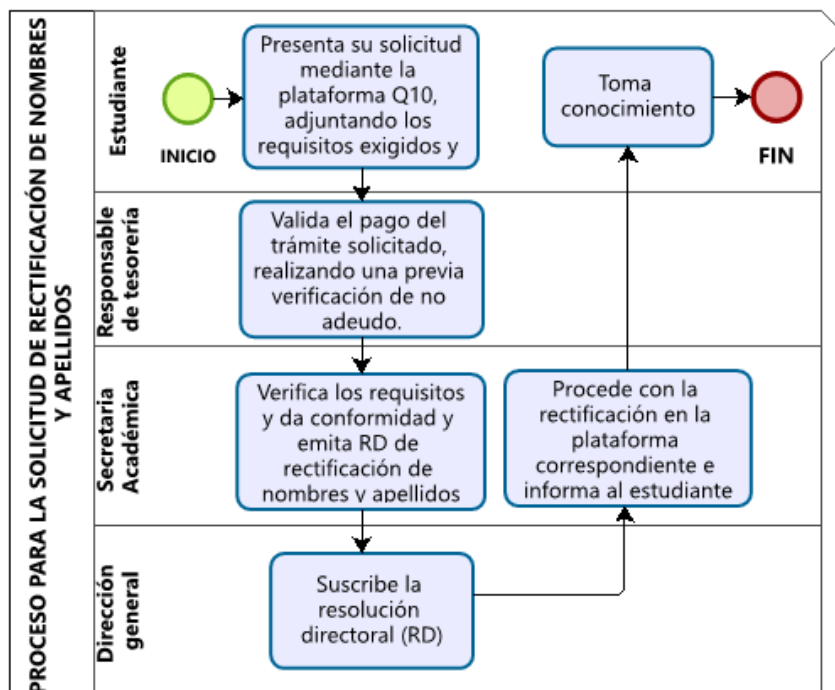 PROCESO PARA LA SOLICITUD DE RECTIFICACIÓN DE NOMBRES
Y APELLIDOS
Estudiante
INICIO
Presenta su solicitud
mediante la
plataforma Q10,
adjuntando los
requisitos exigidos y
Toma
conocimiento
FIN
Responsable
de tesorería
Valida el pago del
trámite solicitado,
realizando una previa
verificación de no
adeudo.
Secretaria
Académica
Verifica los requisitos
y da conformidad y
emita RD de
rectificación de
nombres y apellidos
Procede con la
rectificación en la
plataforma
correspondiente e
informa al estudiante
Dirección
general
Suscribe la
resolución
directoral (RD)